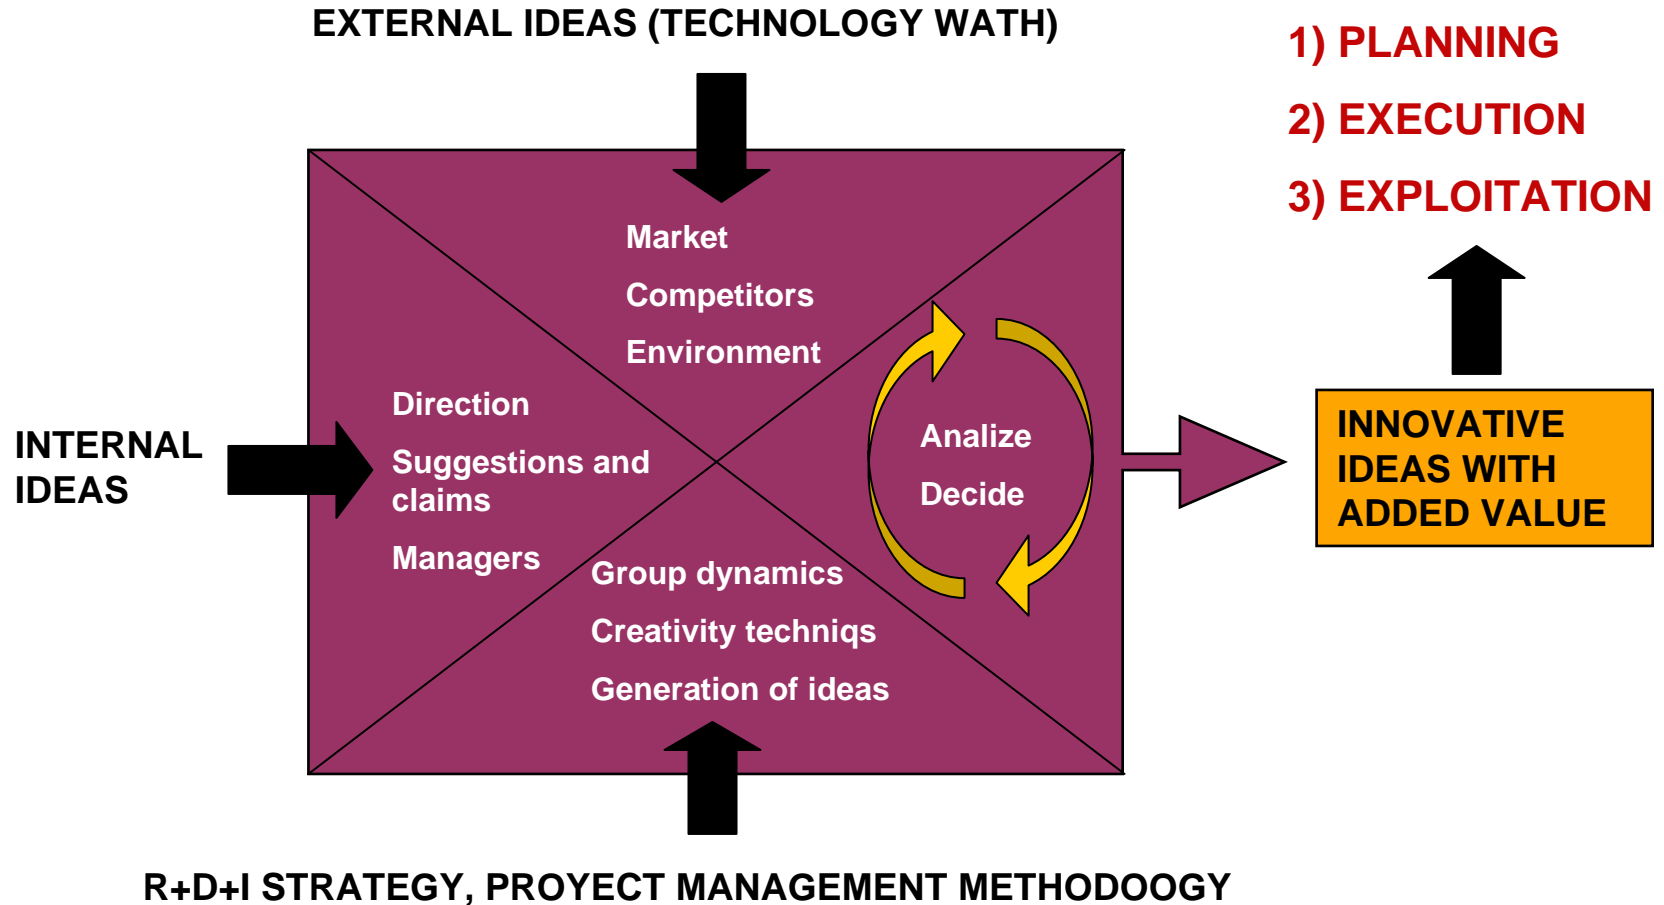 EXTERNAL IDEAS (TECHNOLOGY WATH)
1) PLANNING
2) EXECUTION
3) EXPLOITATION
Market
Competitors
Environment
INTERNAL
IDEAS
Direction
Suggestions and
claims
Managers
Analize
Decide
INNOVATIVE
IDEAS WITH
ADDED VALUE
Group dynamics
Creativity techniqs
Generation of ideas
R+D+I STRATEGY, PROYECT MANAGEMENT METHODOOGY